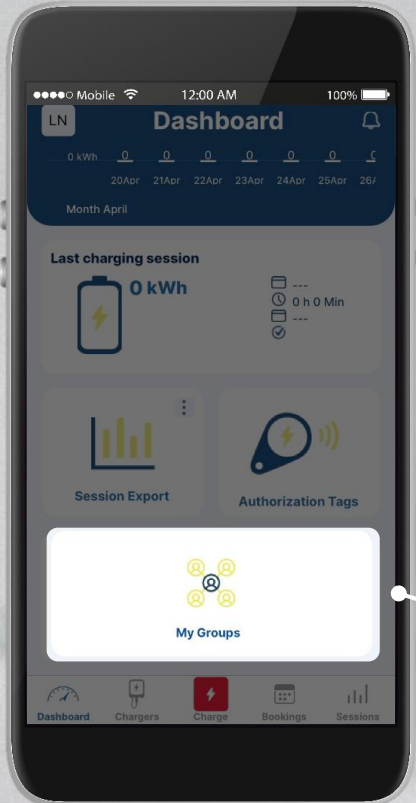 Mobile 12:00 AM 100%
LN Dashboard
0 kWh 0 0 0 0 0 0
20Apr 21Apr 22Apr 23Apr 24Apr 25Apr 26A
Month April
Last charging session
0 kWh
---
0 h 0 Min
---
Session Export Authorization Tags
My Groups
Dashboard Chargers Charge Bookings Sessions